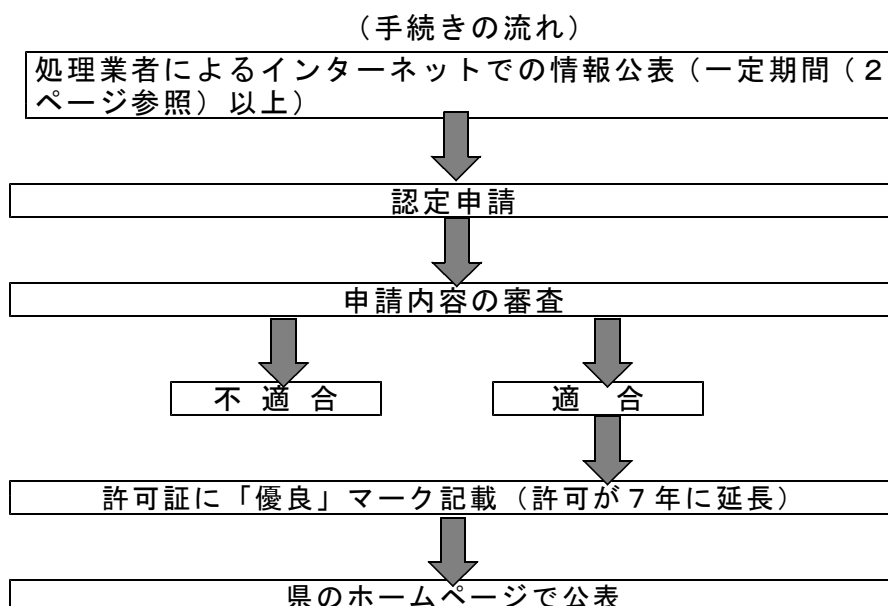 （手続きの流れ）
処理業者によるインターネットでの情報公表（一定期間（２
ページ参照）以上）
認定申請
申請内容の審査
不 適 合
適　合
許可証に「優良」マーク記載（許可が７年に延長）
県のホームページで公表